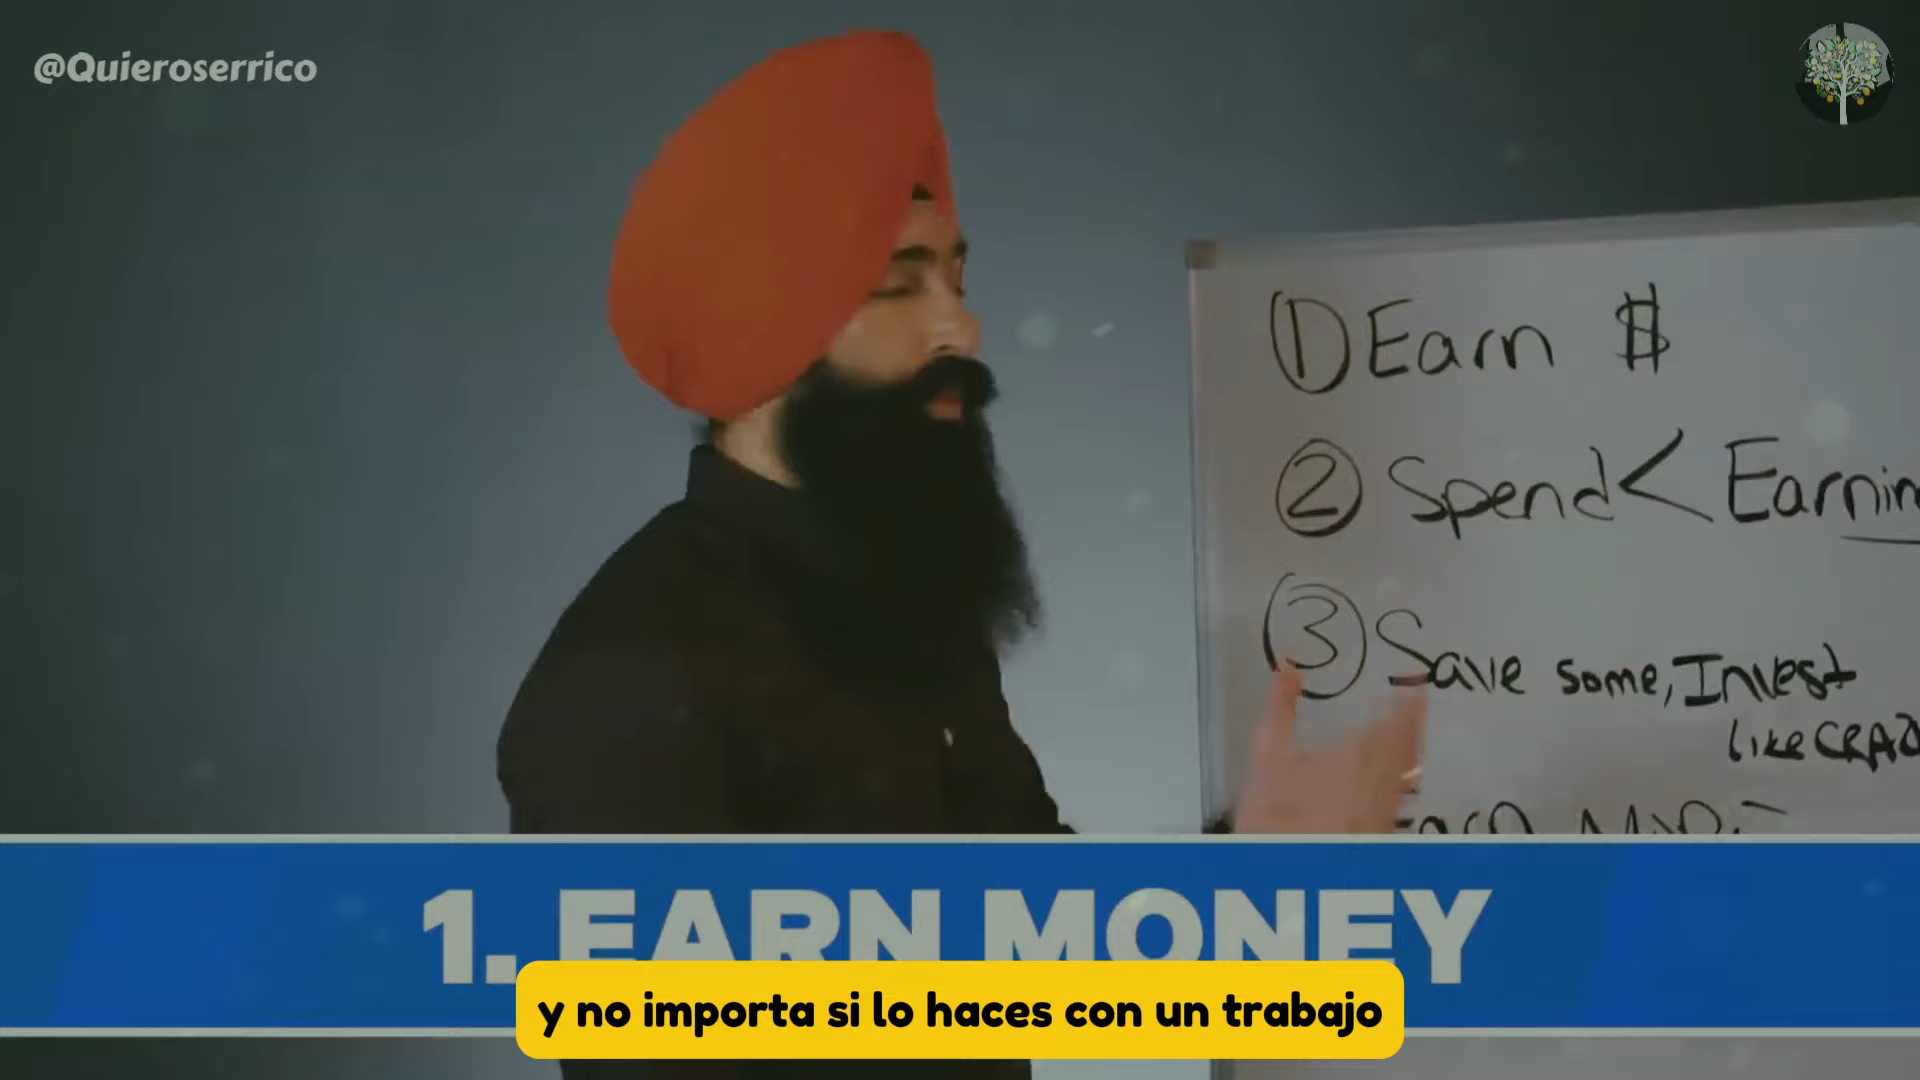 @Quieroserrico
① Earn $
② Spend < Earnin
③ Save some, Invest
like CRAZ
1. EARN MONEY
y no importa si lo haces con un trabajo